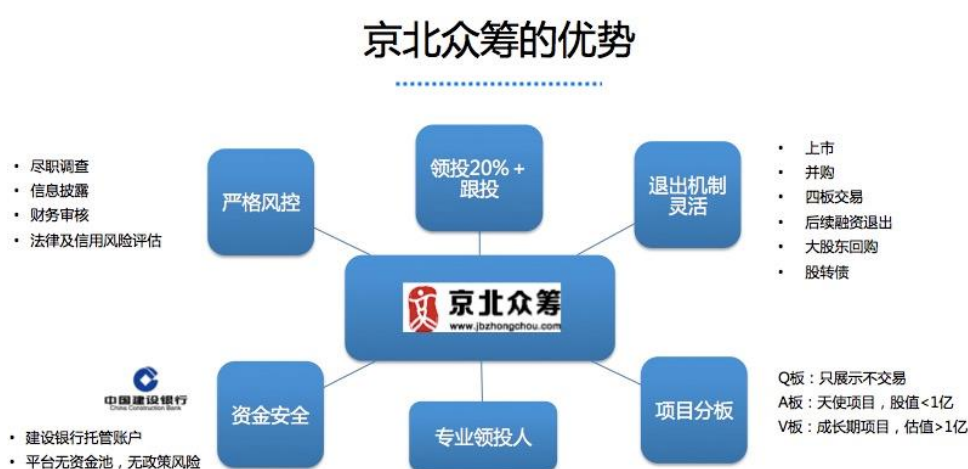 京北众筹的优势
• 尽职调查
• 信息披露
• 财务审核
• 法律及信用风险评估
严格风控
领投20%+
跟投
退出机制
灵活
• 上市
• 并购
• 四板交易
• 后续融资退出
• 大股东回购
• 股转债
京北众筹
www.jbzhongchou.com
中国建设银行
China Construction Bank
• 建设银行托管账户
• 平台无资金池，无政策风险
资金安全
专业领投人
项目分板
Q板：只展示不交易
A板：天使项目，股值<1亿
V板：成长期项目，估值>1亿